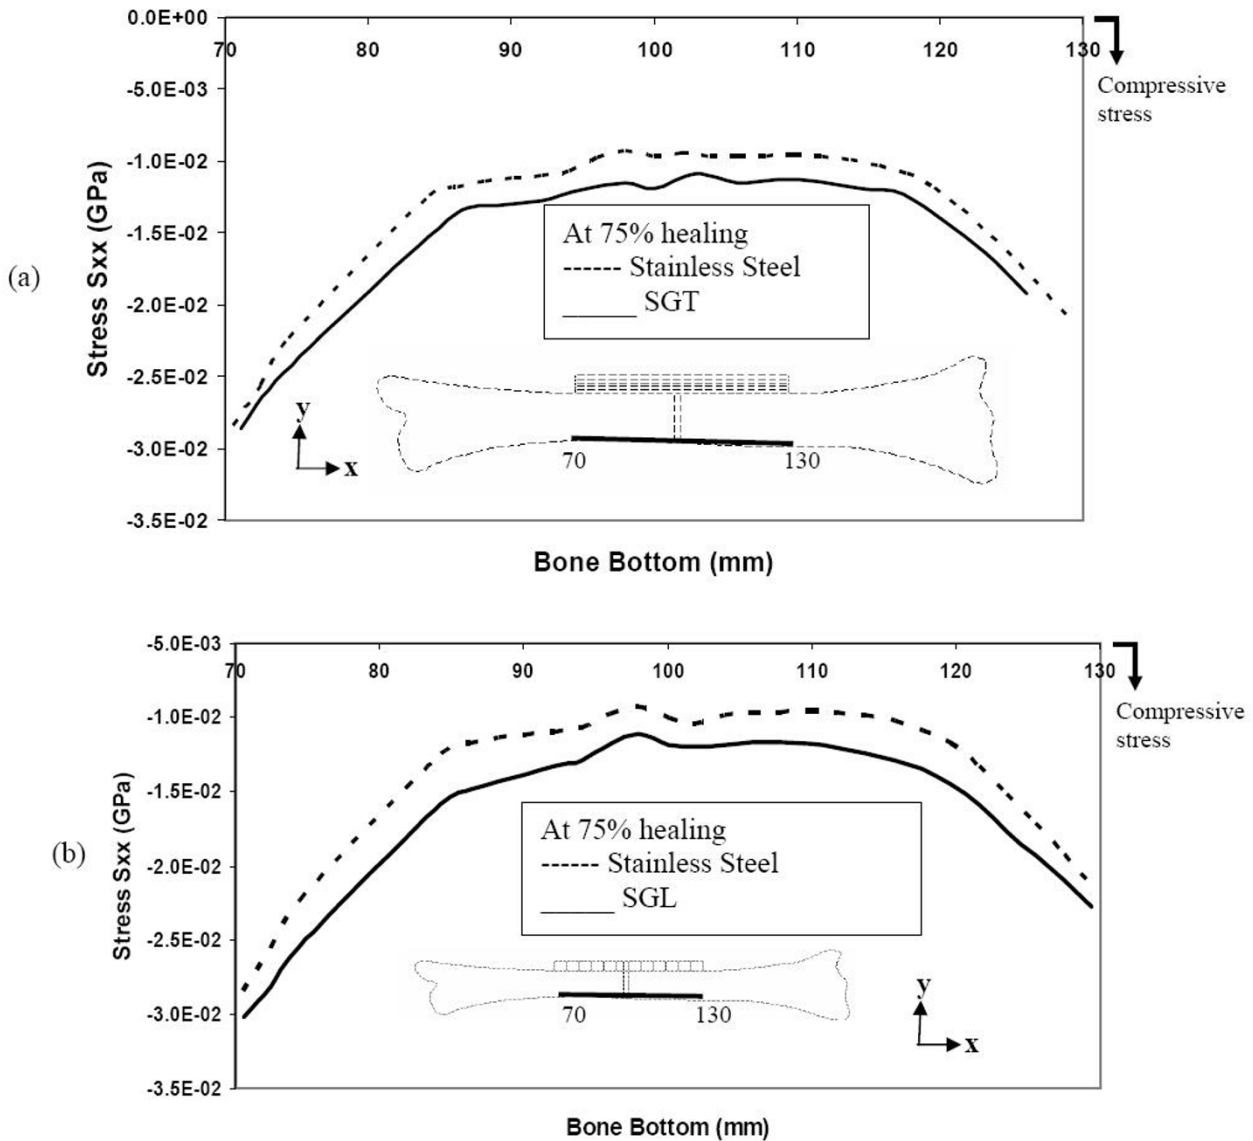 (a)
Stress Sxx (GPa)
0.0E+00
-5.0E-03
-1.0E-02
-1.5E-02
-2.0E-02
-2.5E-02
-3.0E-02
-3.5E-02
70 80 90 100 110 120 130
Compressive
stress
At 75% healing
------ Stainless Steel
______ SGT
70 130
y
x
Bone Bottom (mm)
(b)
Stress Sxx (GPa)
-5.0E-03
-1.0E-02
-1.5E-02
-2.0E-02
-2.5E-02
-3.0E-02
-3.5E-02
70 80 90 100 110 120 130
Compressive
stress
At 75% healing
------ Stainless Steel
______ SGL
70 130
y
x
Bone Bottom (mm)